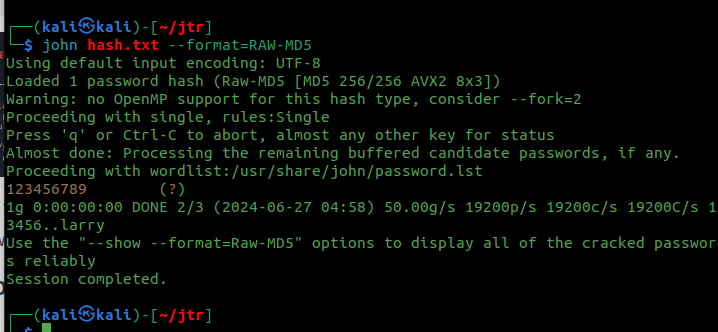 ┌──(kali㉿kali)-[~/jtr]
└─$ john hash.txt --format=RAW-MD5
Using default input encoding: UTF-8
Loaded 1 password hash (Raw-MD5 [MD5 256/256 AVX2 8x3])
Warning: no OpenMP support for this hash type, consider --fork=2
Proceeding with single, rules:Single
Press 'q' or Ctrl-C to abort, almost any other key for status
Almost done: Processing the remaining buffered candidate passwords, if any.
Proceeding with wordlist:/usr/share/john/password.lst
123456789        (?)
1g 0:00:00:00 DONE 2/3 (2024-06-27 04:58) 50.00g/s 19200p/s 19200c/s 19200C/s 1
3456..larry
Use the "--show --format=Raw-MD5" options to display all of the cracked passwor
s reliably
Session completed.
┌──(kali㉿kali)-[~/jtr]
└─$